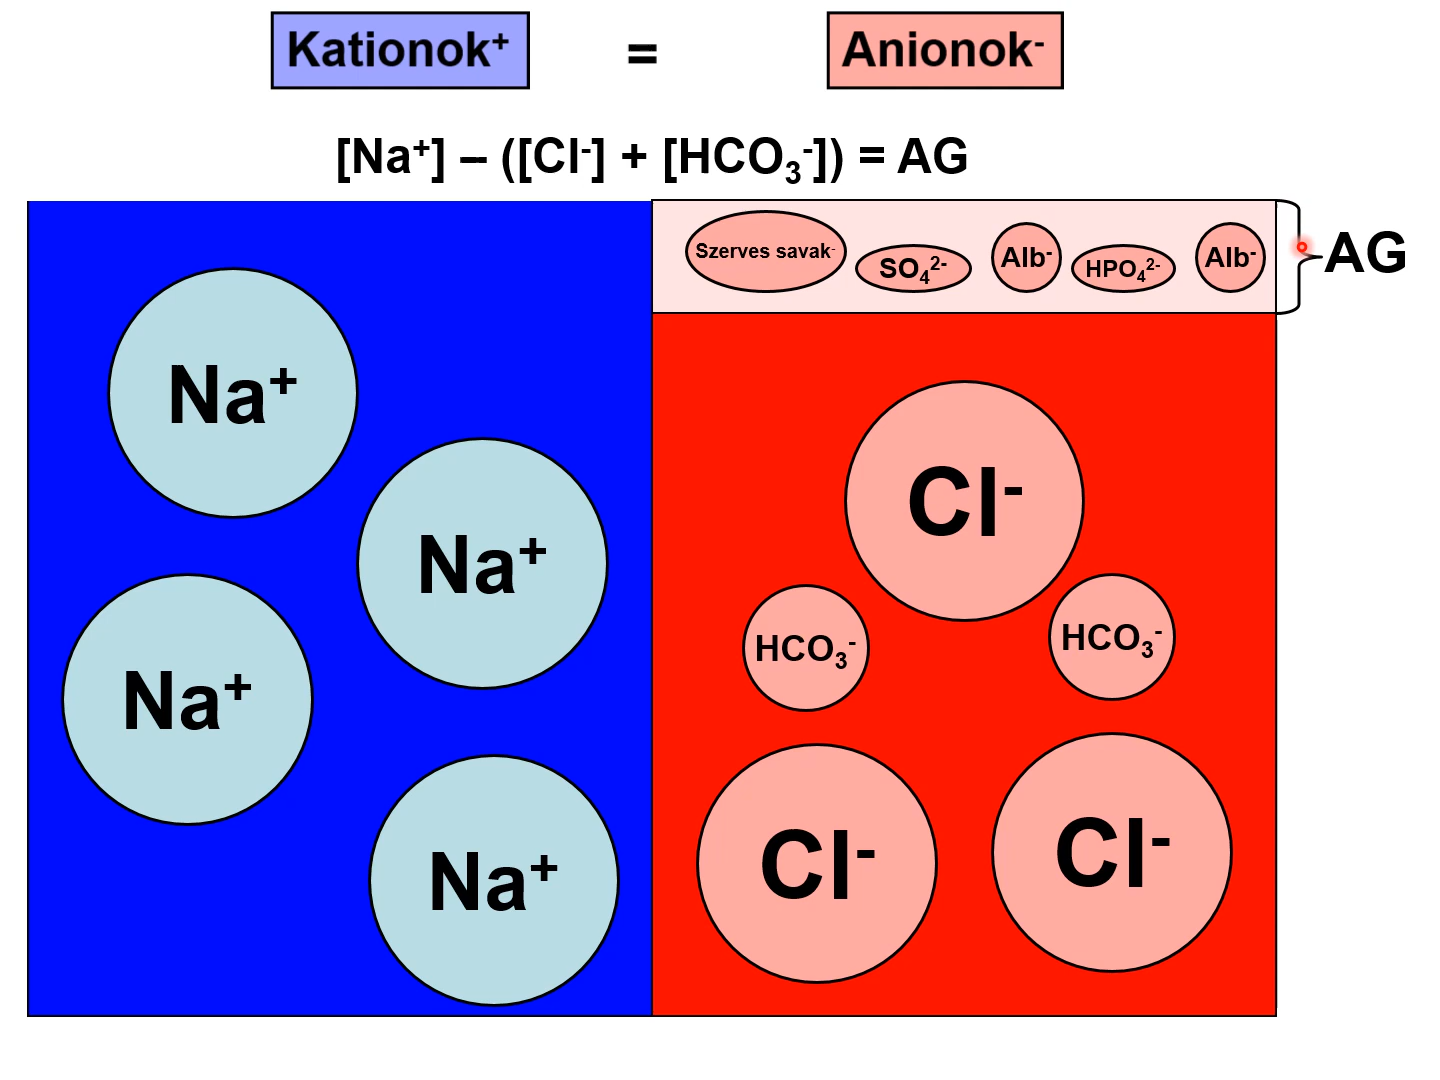 Kationok⁺ = Anionok⁻
[Na⁺] – ([Cl⁻] + [HCO₃⁻]) = AG
Szerves savak⁻ SO₄²⁻ Alb⁻ HPO₄²⁻ Alb⁻
AG
Na⁺
Cl⁻
Na⁺
HCO₃⁻ HCO₃⁻
Na⁺
Cl⁻ Cl⁻
Na⁺